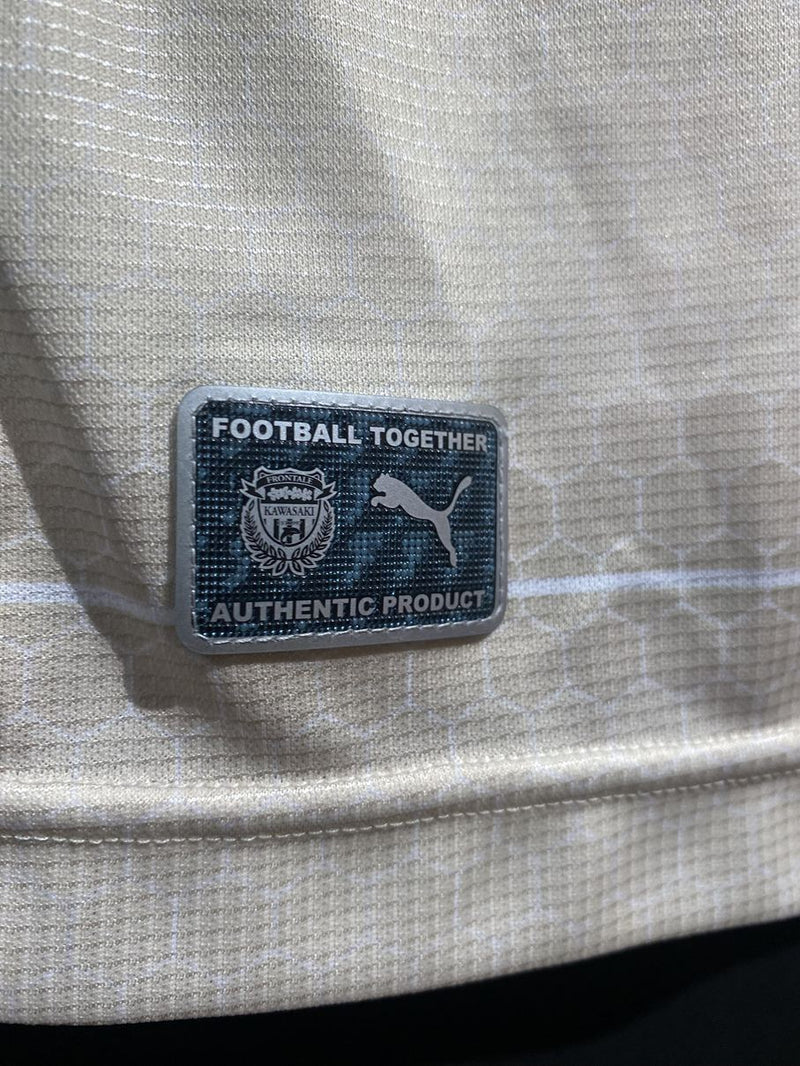 FOOTBALL TOGETHER
FRONTALE
KAWASAKI
AUTHENTIC PRODUCT